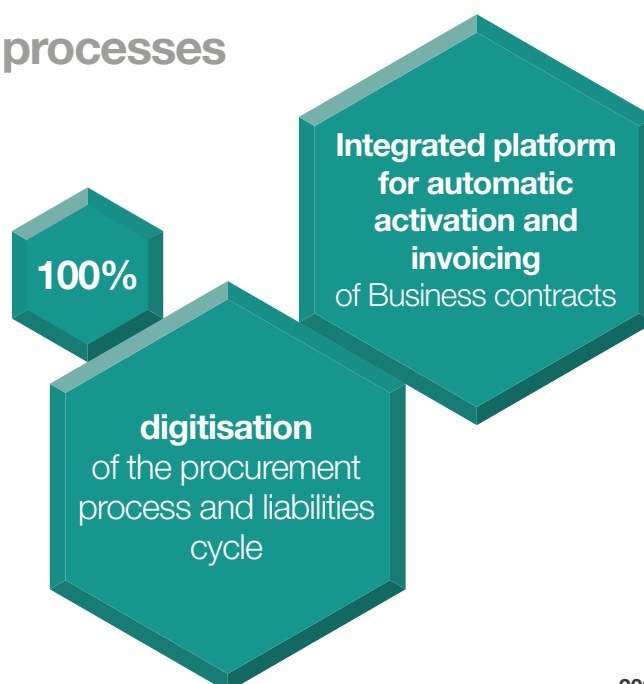 processes
Integrated platform
for automatic
activation and
invoicing
of Business contracts
100%
digitisation
of the procurement
process and liabilities
cycle